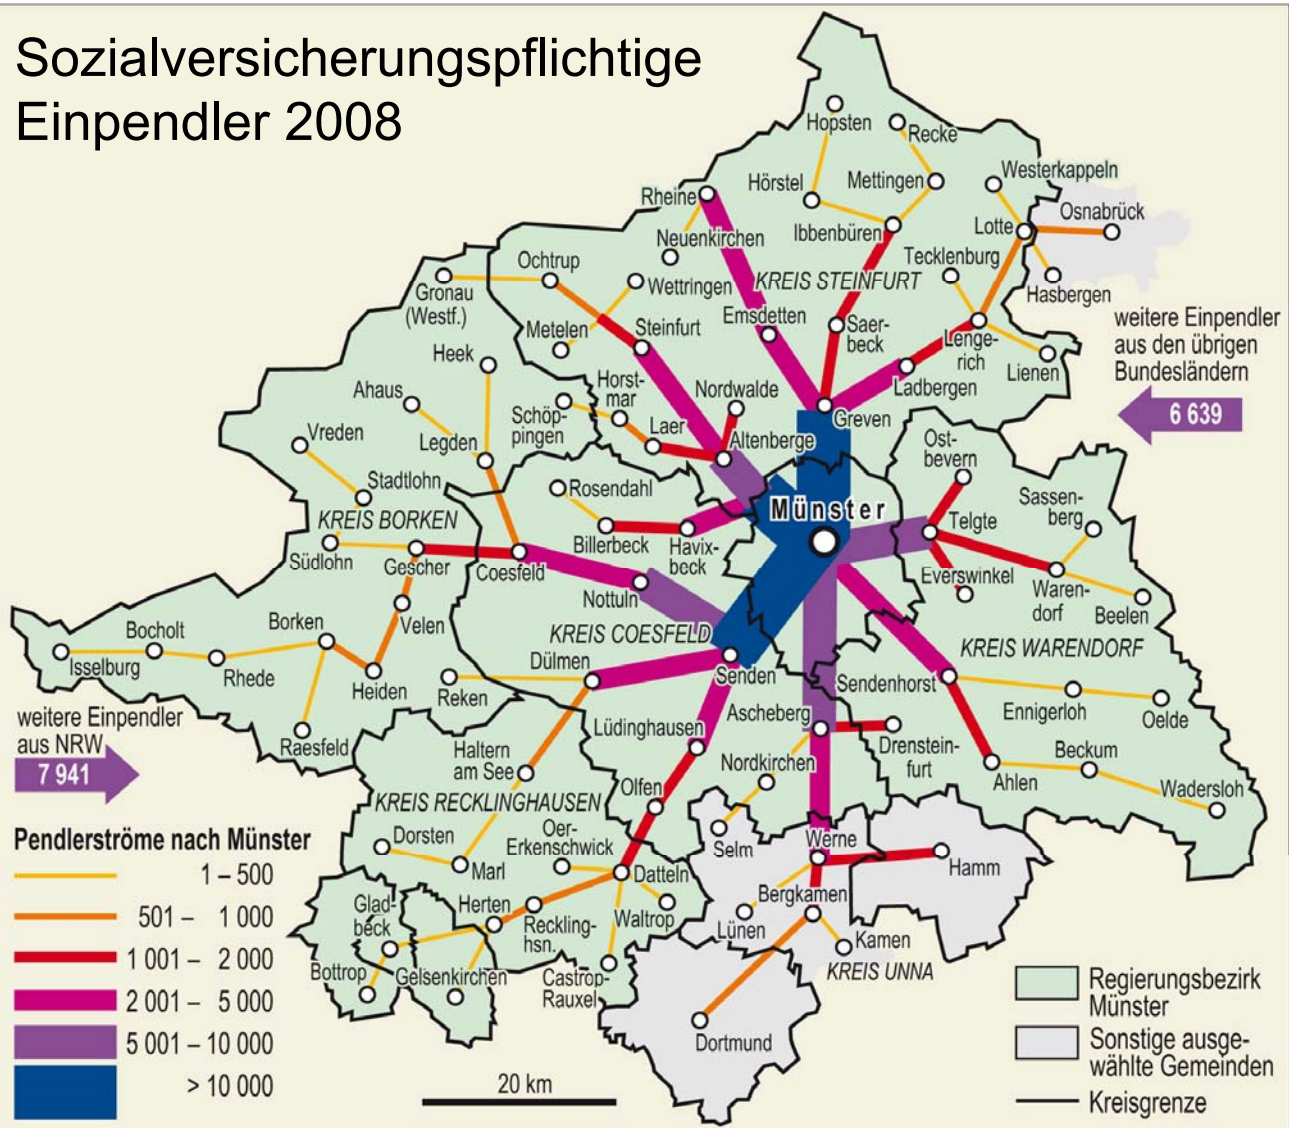 Sozialversicherungspflichtige
Einpendler 2008
Hopsten
Recke
Westerkappeln
Rheine
Hörstel
Mettingen
Osnabrück
Neuenkirchen
Ibbenbüren
Lotte
Tecklenburg
Ochtrup
Wettringen
KREIS STEINFURT
Hasbergen
Gronau
(Westf.)
Metelen
Steinfurt
Emsdetten
Saer-
beck
Lenge-
rich
Lienen
weitere Einpendler
aus den übrigen
Bundesländern
6 639
Heek
Ahaus
Horst-
mar
Nordwalde
Ladbergen
Schöp-
pingen
Laer
Altenberge
Greven
Vreden
Legden
Ost-
bevern
Stadtlohn
Rosendahl
Münster
Sassen-
berg
KREIS BORKEN
Telgte
Südlohn
Gescher
Coesfeld
Billerbeck
Havix-
beck
Everswinkel
Waren-
dorf
Beelen
Nottuln
Velen
KREIS COESFELD
KREIS WARENDORF
Bocholt
Borken
Isselburg
Rhede
Heiden
Reken
Dülmen
Senden
Sendenhorst
Ennigerloh
Oelde
Raesfeld
weitere Einpendler
aus NRW
7 941
Lüdinghausen
Ascheberg
Haltern
am See
Nordkirchen
Drenstein-
furt
Beckum
Ahlen
Wadersloh
KREIS RECKLINGHAUSEN
Olfen
Dorsten
Oer-
Erkenschwick
Selm
Werne
Marl
Datteln
Hamm
Pendlerströme nach Münster
1 – 500
501 – 1 000
1 001 – 2 000
2 001 – 5 000
5 001 – 10 000
> 10 000
Glad-
beck
Herten
Reckling-
hsn.
Waltrop
Bergkamen
Lünen
Kamen
KREIS UNNA
Bottrop
Gelsenkirchen
Castrop-
Rauxel
Dortmund
20 km
Regierungsbezirk
Münster
Sonstige ausge-
wählte Gemeinden
Kreisgrenze